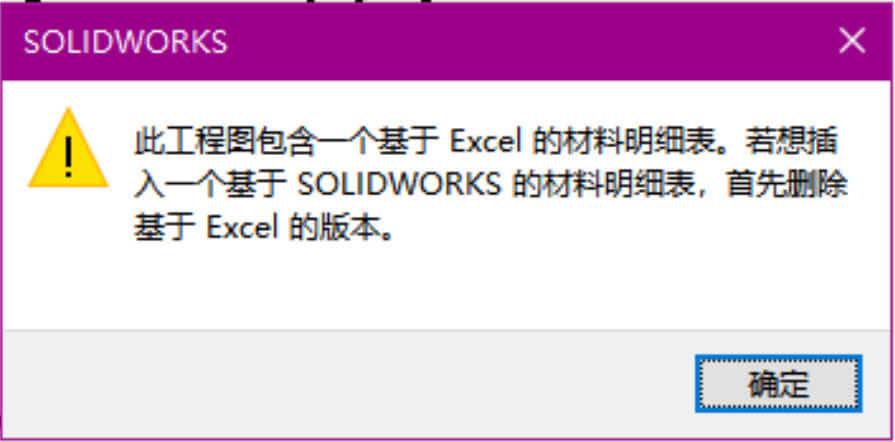 SOLIDWORKS
此工程图包含一个基于 Excel 的材料明细表。若想插
入一个基于 SOLIDWORKS 的材料明细表，首先删除
基于 Excel 的版本。
确定